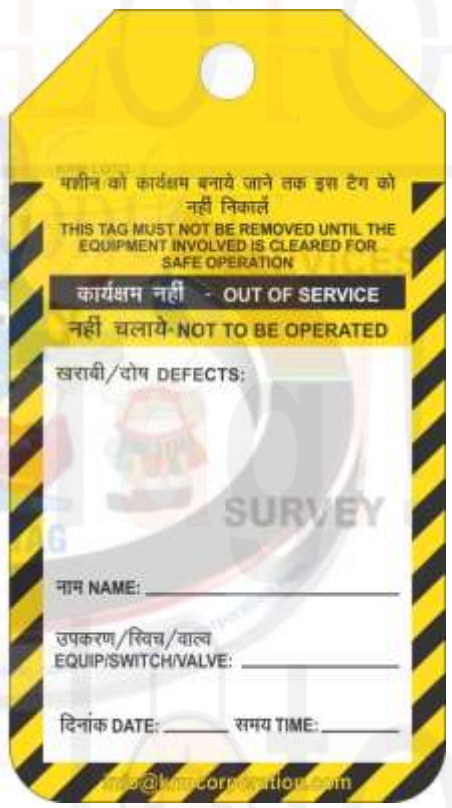 मशीन को कार्यक्षम बनाये जाने तक इस टैग को
नहीं निकालें
THIS TAG MUST NOT BE REMOVED UNTIL THE
EQUIPMENT INVOLVED IS CLEARED FOR
SAFE OPERATION
कार्यक्षम नहीं - OUT OF SERVICE
नहीं चलाये-NOT TO BE OPERATED
खराबी/दोष DEFECTS:
SURVEY
नाम NAME:
उपकरण/स्विच/वाल्व
EQUIP/SWITCH/VALVE:
दिनांक DATE: समय TIME: